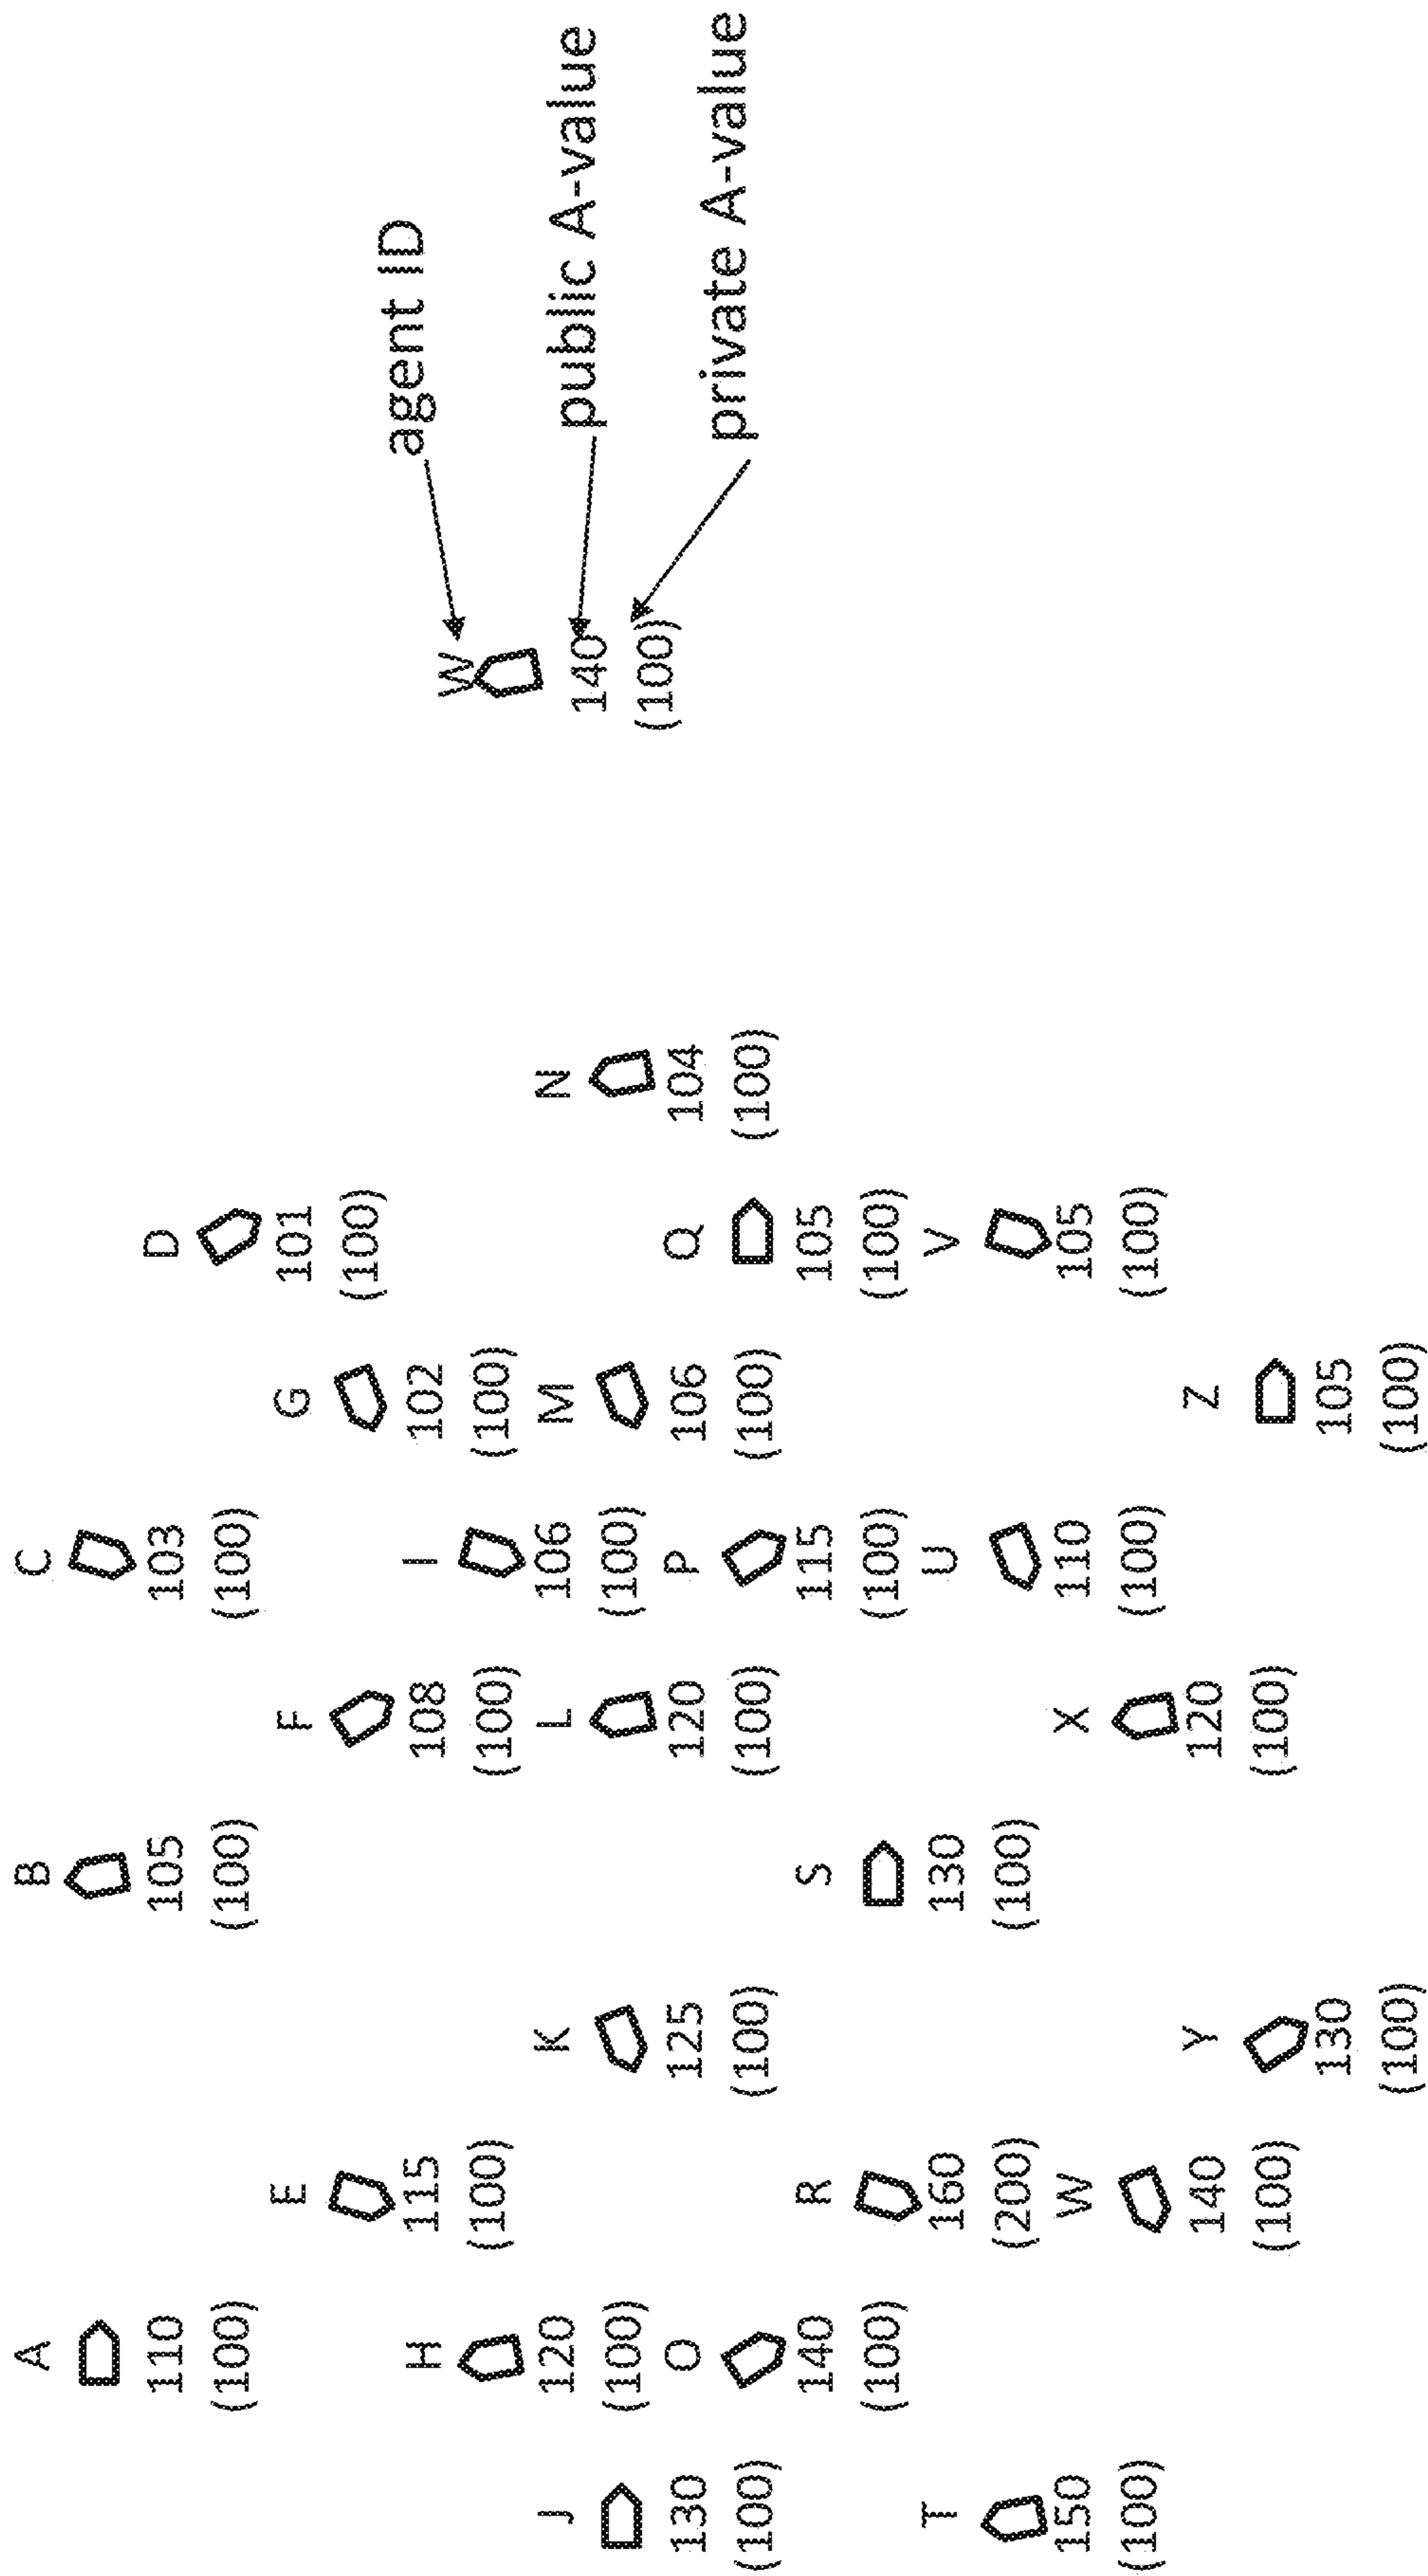 A
110
(100)
B
105
(100)
C
103
(100)
D
101
(100)
E
115
(100)
F
108
(100)
G
102
(100)
H
120
(100)
I
106
(100)
J
130
(100)
K
125
(100)
L
120
(100)
M
106
(100)
N
104
(100)
O
140
(100)
P
115
(100)
Q
105
(100)
R
160
(200)
S
130
(100)
T
150
(100)
U
110
(100)
V
105
(100)
W
140
(100)
X
120
(100)
Y
130
(100)
Z
105
(100)
W
140
(100)
agent ID
public A-value
private A-value